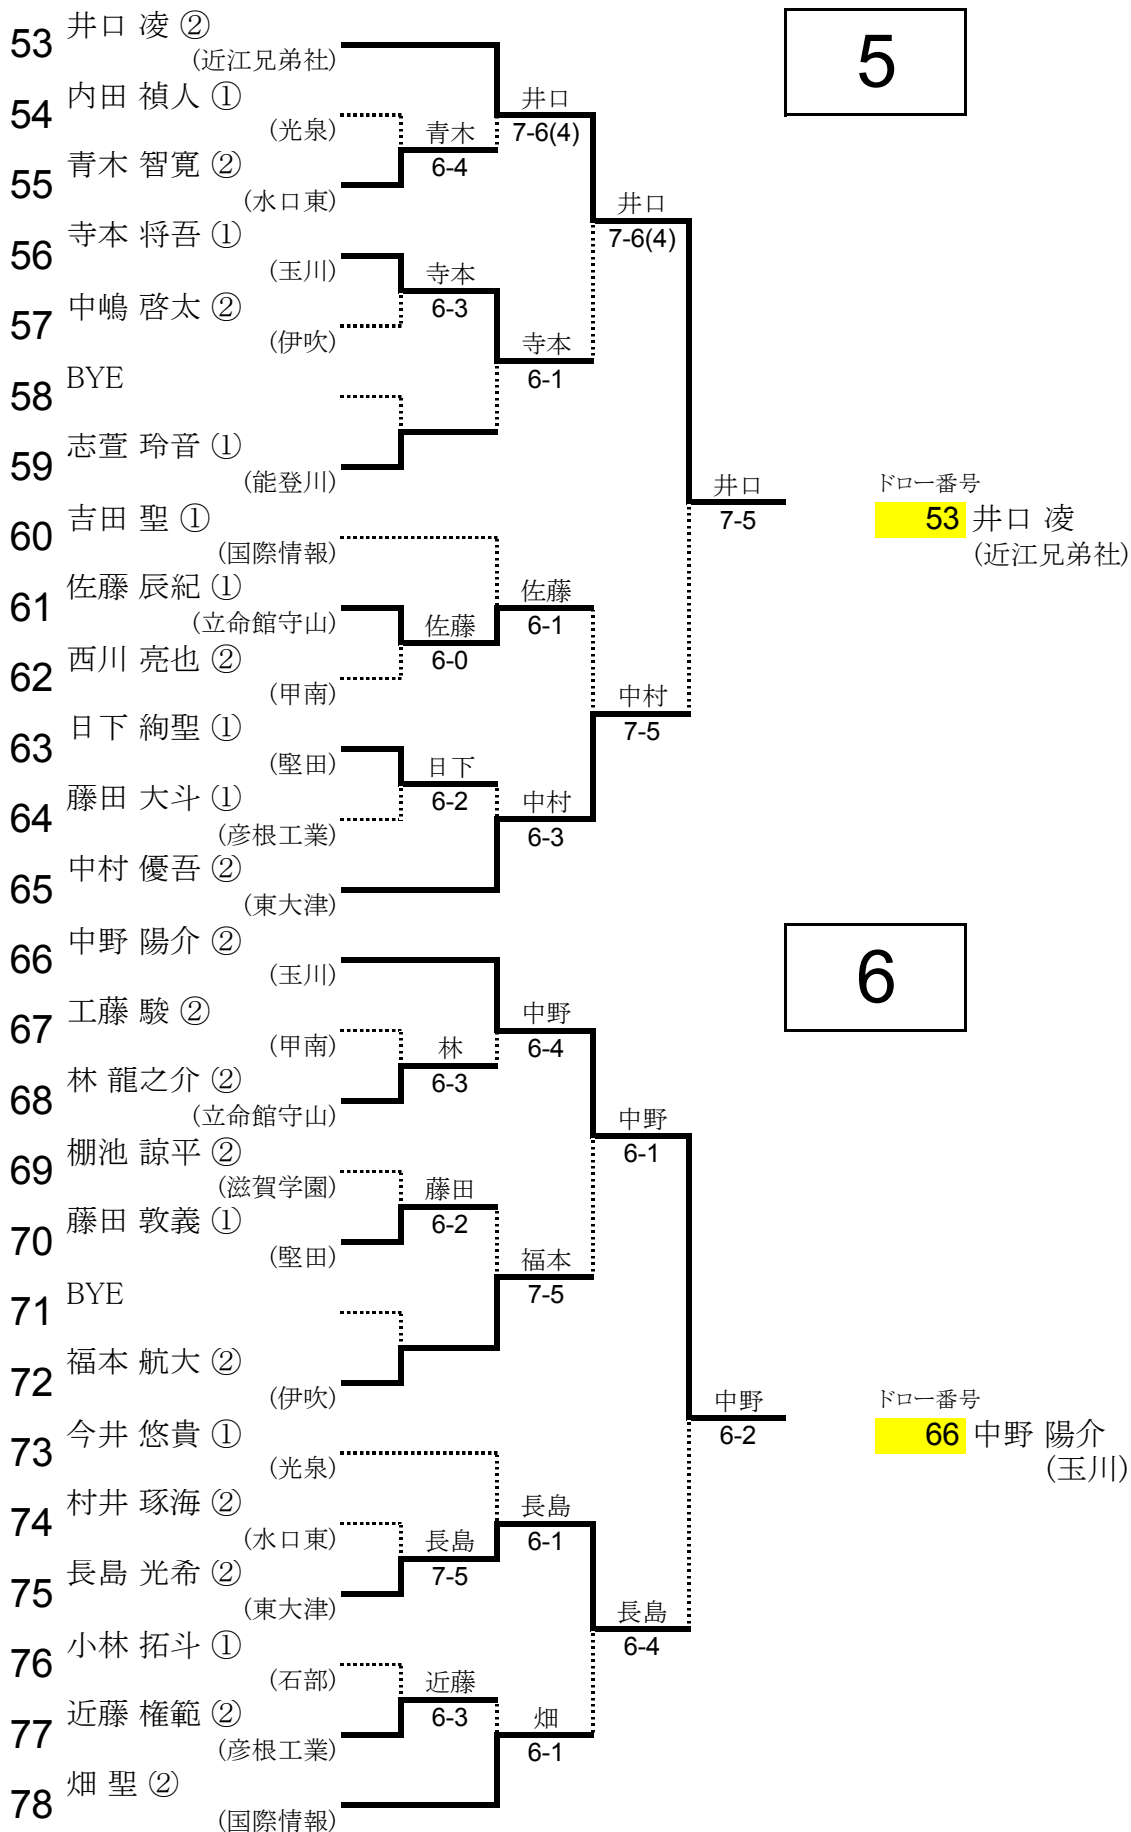 5
53 井口 凌 ②
(近江兄弟社)
54 内田 禎人 ①
(光泉)
井口
7-6(4)
青木
6-4
55 青木 智寛 ②
(水口東)
井口
7-6(4)
56 寺本 将吾 ①
(玉川)
寺本
6-3
57 中嶋 啓太 ②
(伊吹)
寺本
6-1
58 BYE
59 志萱 玲音 ①
(能登川)
井口
7-5
ドロー番号
53 井口 凌
(近江兄弟社)
60 吉田 聖 ①
(国際情報)
61 佐藤 辰紀 ①
(立命館守山)
佐藤
6-1
佐藤
6-0
62 西川 亮也 ②
(甲南)
中村
7-5
63 日下 絢聖 ①
(堅田)
日下
6-2
64 藤田 大斗 ①
(彦根工業)
中村
6-3
65 中村 優吾 ②
(東大津)
6
66 中野 陽介 ②
(玉川)
67 工藤 駿 ②
(甲南)
中野
6-4
林
6-3
68 林 龍之介 ②
(立命館守山)
中野
6-1
69 棚池 諒平 ②
(滋賀学園)
藤田
6-2
70 藤田 敦義 ①
(堅田)
福本
7-5
71 BYE
72 福本 航大 ②
(伊吹)
中野
6-2
ドロー番号
66 中野 陽介
(玉川)
73 今井 悠貴 ①
(光泉)
74 村井 琢海 ②
(水口東)
長島
6-1
長島
7-5
75 長島 光希 ②
(東大津)
長島
6-4
76 小林 拓斗 ①
(石部)
近藤
6-3
77 近藤 権範 ②
(彦根工業)
畑
6-1
78 畑 聖 ②
(国際情報)